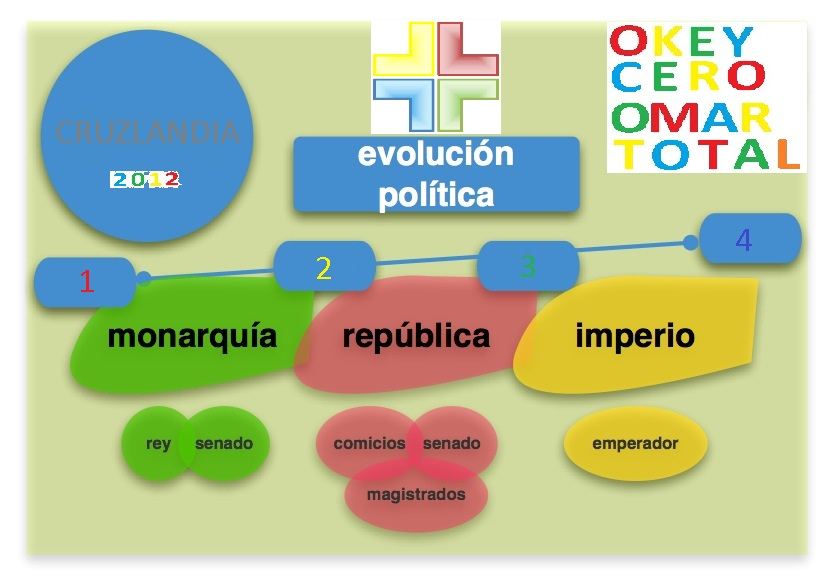 CRUZLANDIA
2012
evolución
política
OKEY
CERO
OMAR
TOTAL
1
2
3
4
monarquía
república
imperio
rey
senado
comicios
senado
magistrados
emperador